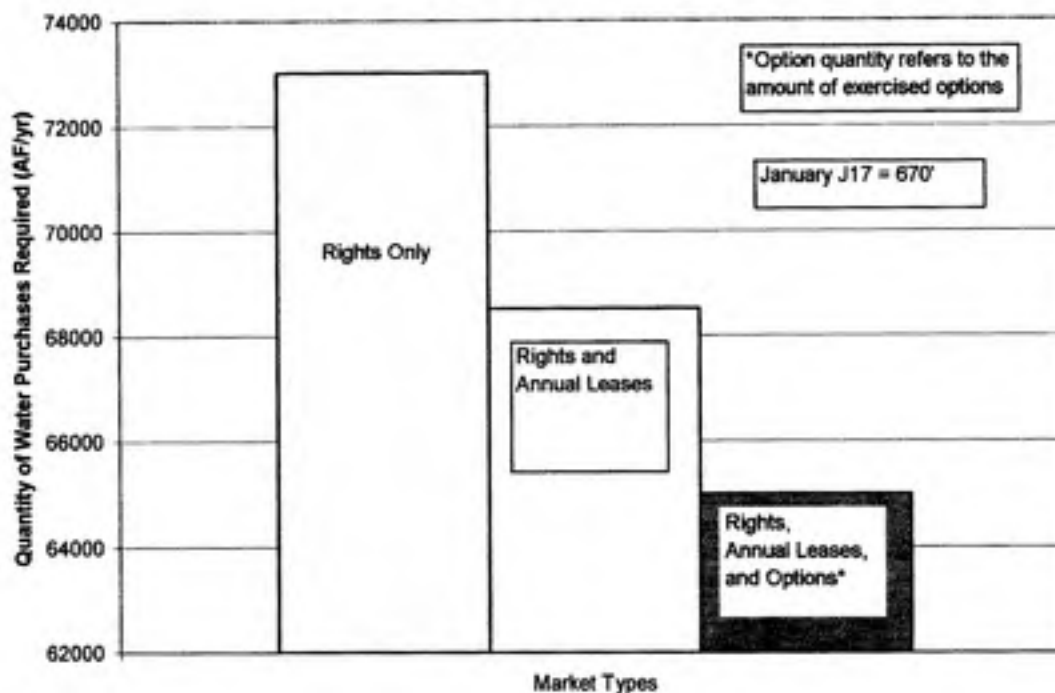 74000
72000
70000
68000
66000
64000
62000
Quantity of Water Purchases Required (AF/yr)
*Option quantity refers to the
amount of exercised options
January J17 = 670'
Rights Only
Rights and
Annual Leases
Rights,
Annual Leases,
and Options*
Market Types